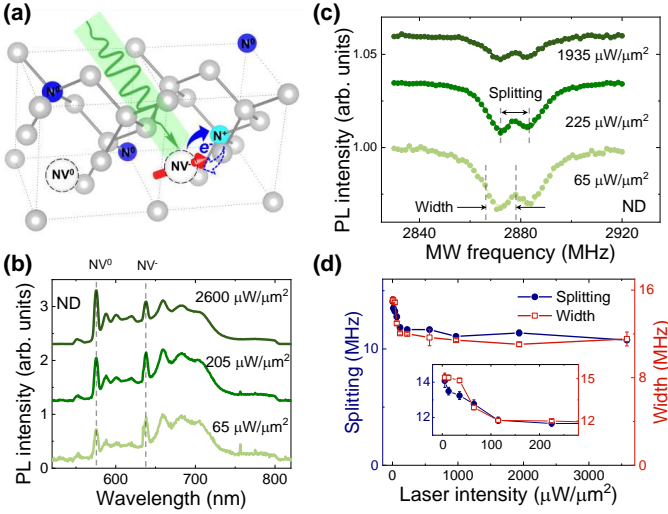 (a)
N⁰
N⁰
N⁰
N⁺
e⁻
NV⁻
NV⁰
(b)
NV⁰
NV⁻
ND
2600 µW/µm²
205 µW/µm²
65 µW/µm²
PL intensity (arb. units)
3
2
1
0
600
700
800
Wavelength (nm)
(c)
1.05
1.00
1935 µW/µm²
Splitting
225 µW/µm²
65 µW/µm²
Width
ND
PL intensity (arb. units)
2840
2880
2920
MW frequency (MHz)
(d)
Splitting
Width
Splitting (MHz)
10
0
16
12
8
4
0
Width (MHz)
14
12
15
12
0
100
200
0
1000
2000
3000
Laser intensity (µW/µm²)